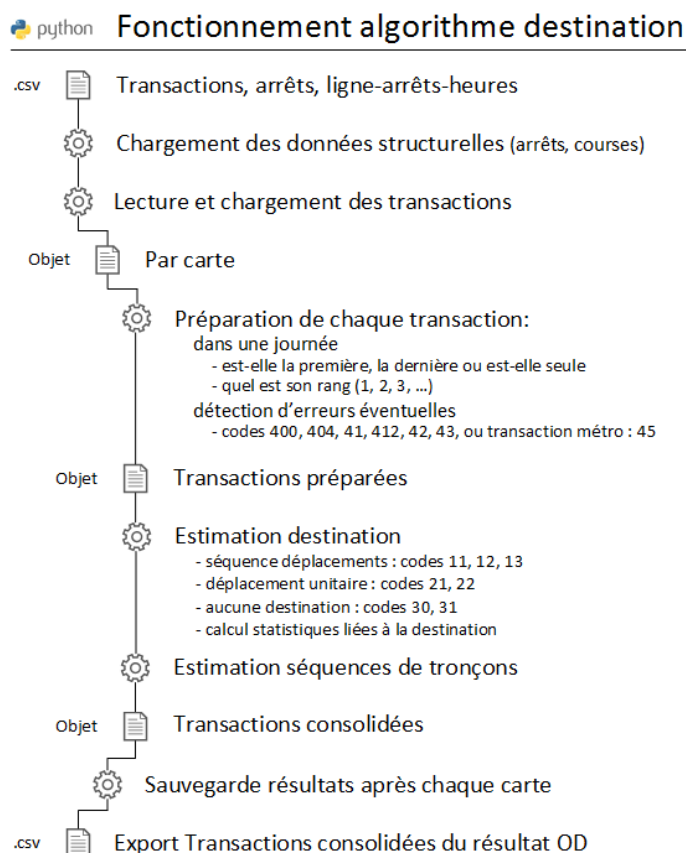 python Fonctionnement algorithme destination
.csv Transactions, arrêts, ligne-arrêts-heures
Chargement des données structurelles (arrêts, courses)
Lecture et chargement des transactions
Objet Par carte
Préparation de chaque transaction:
dans une journée
- est-elle la première, la dernière ou est-elle seule
- quel est son rang (1, 2, 3, ...)
détection d'erreurs éventuelles
- codes 400, 404, 41, 412, 42, 43, ou transaction métro : 45
Objet Transactions préparées
Estimation destination
- séquence déplacements : codes 11, 12, 13
- déplacement unitaire : codes 21, 22
- aucune destination : codes 30, 31
- calcul statistiques liées à la destination
Estimation séquences de tronçons
Objet Transactions consolidées
Sauvegarde résultats après chaque carte
.csv Export Transactions consolidées du résultat OD